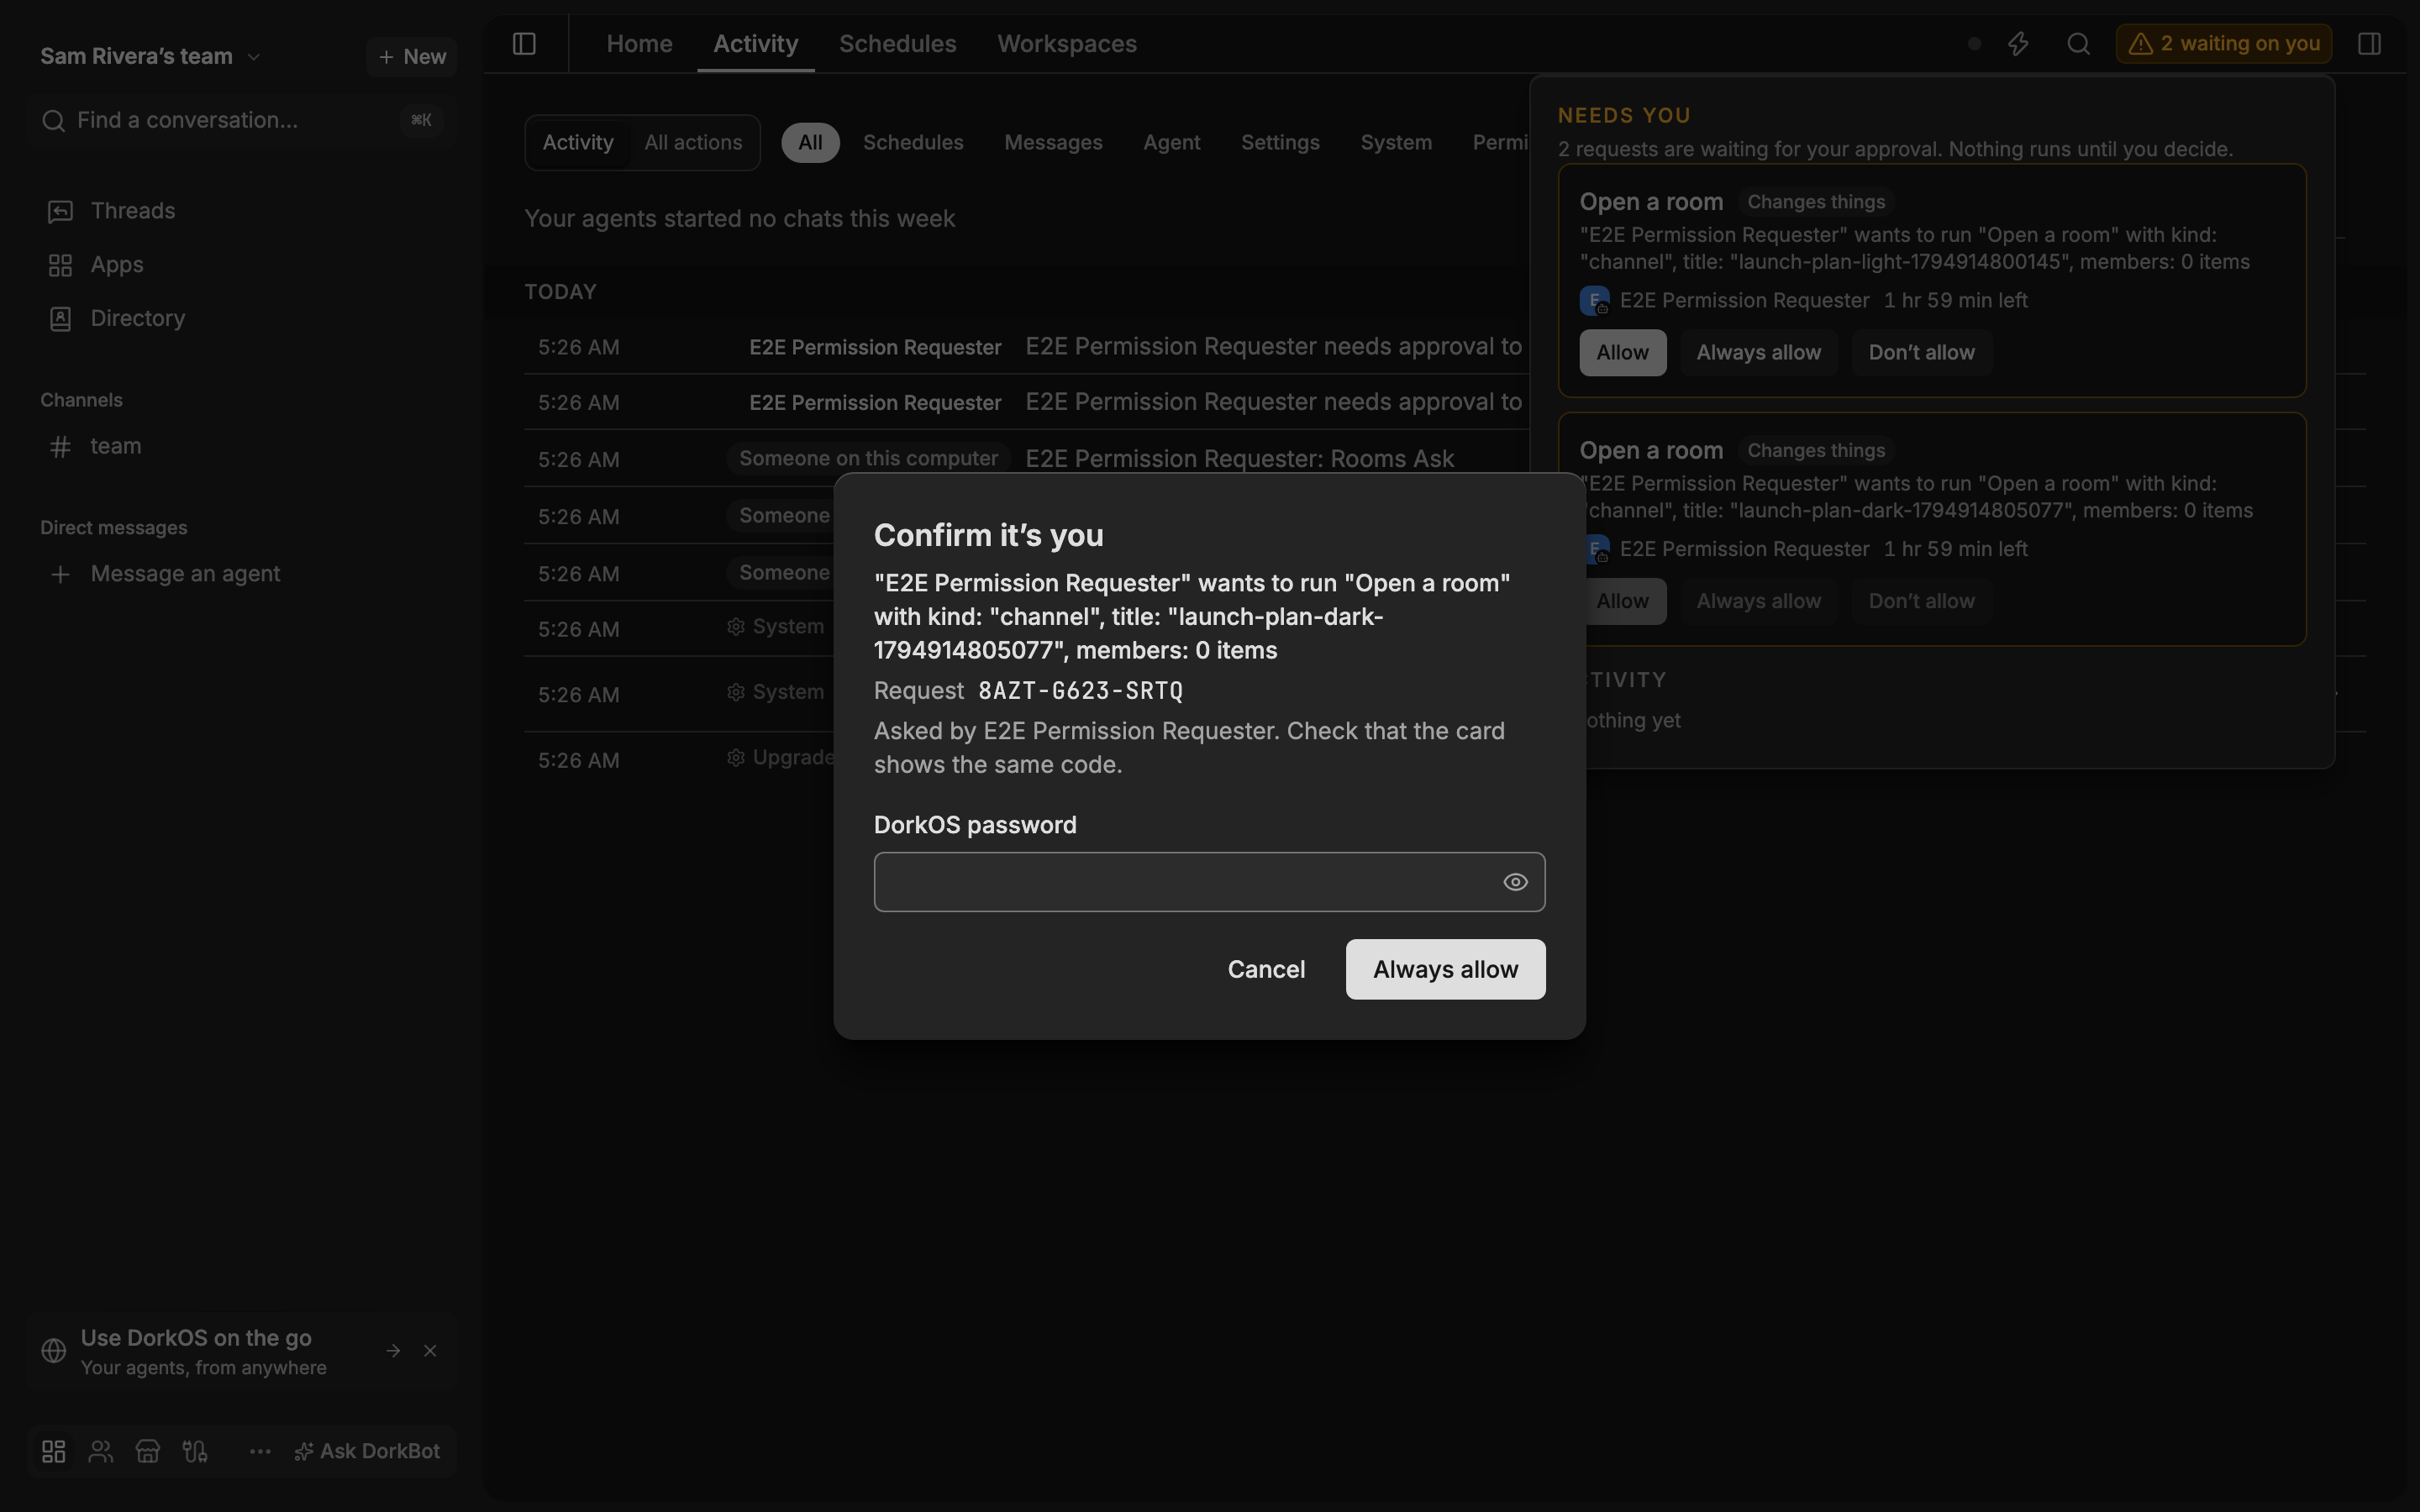 Sam Rivera’s team
+ New
Find a conversation...
⌘K
Threads
Apps
Directory
Channels
# team
Direct messages
+ Message an agent
Use DorkOS on the go
Your agents, from anywhere
Ask DorkBot
Home
Activity
Schedules
Workspaces
2 waiting on you
Activity
All actions
All
Schedules
Messages
Agent
Settings
System
Permi
Your agents started no chats this week
TODAY
5:26 AM E2E Permission Requester E2E Permission Requester needs approval to
5:26 AM E2E Permission Requester E2E Permission Requester needs approval to
5:26 AM Someone on this computer E2E Permission Requester: Rooms Ask
5:26 AM Someone
5:26 AM Someone
5:26 AM System
5:26 AM System
5:26 AM Upgrade
NEEDS YOU
2 requests are waiting for your approval. Nothing runs until you decide.
Open a room Changes things
"E2E Permission Requester" wants to run "Open a room" with kind:
"channel", title: "launch-plan-light-1794914800145", members: 0 items
E E2E Permission Requester 1 hr 59 min left
Allow Always allow Don’t allow
Open a room Changes things
"E2E Permission Requester" wants to run "Open a room" with kind:
channel", title: "launch-plan-dark-1794914805077", members: 0 items
E E2E Permission Requester 1 hr 59 min left
Allow Always allow Don’t allow
TIVITY
othing yet
Confirm it’s you
"E2E Permission Requester" wants to run "Open a room"
with kind: "channel", title: "launch-plan-dark-
1794914805077", members: 0 items
Request 8AZT-G623-SRTQ
Asked by E2E Permission Requester. Check that the card
shows the same code.
DorkOS password
Cancel
Always allow